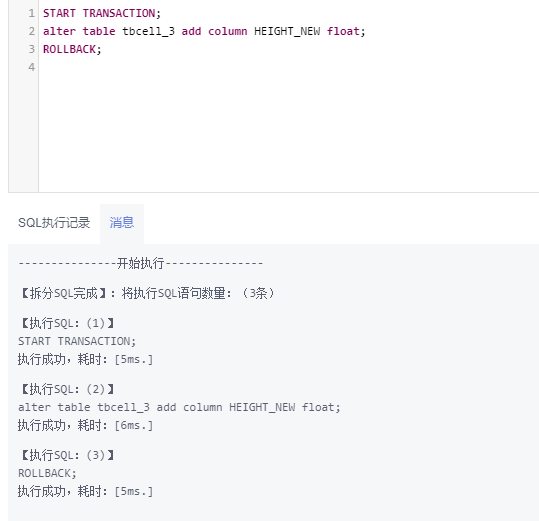 1 START TRANSACTION;
2 alter table tbcell_3 add column HEIGHT_NEW float;
3 ROLLBACK;
4
SQL执行记录 消息
---------------开始执行---------------
【拆分SQL完成】：将执行SQL语句数量：（3条）
【执行SQL：(1)】
START TRANSACTION;
执行成功，耗时：[5ms.]
【执行SQL：(2)】
alter table tbcell_3 add column HEIGHT_NEW float;
执行成功，耗时：[6ms.]
【执行SQL：(3)】
ROLLBACK;
执行成功，耗时：[5ms.]